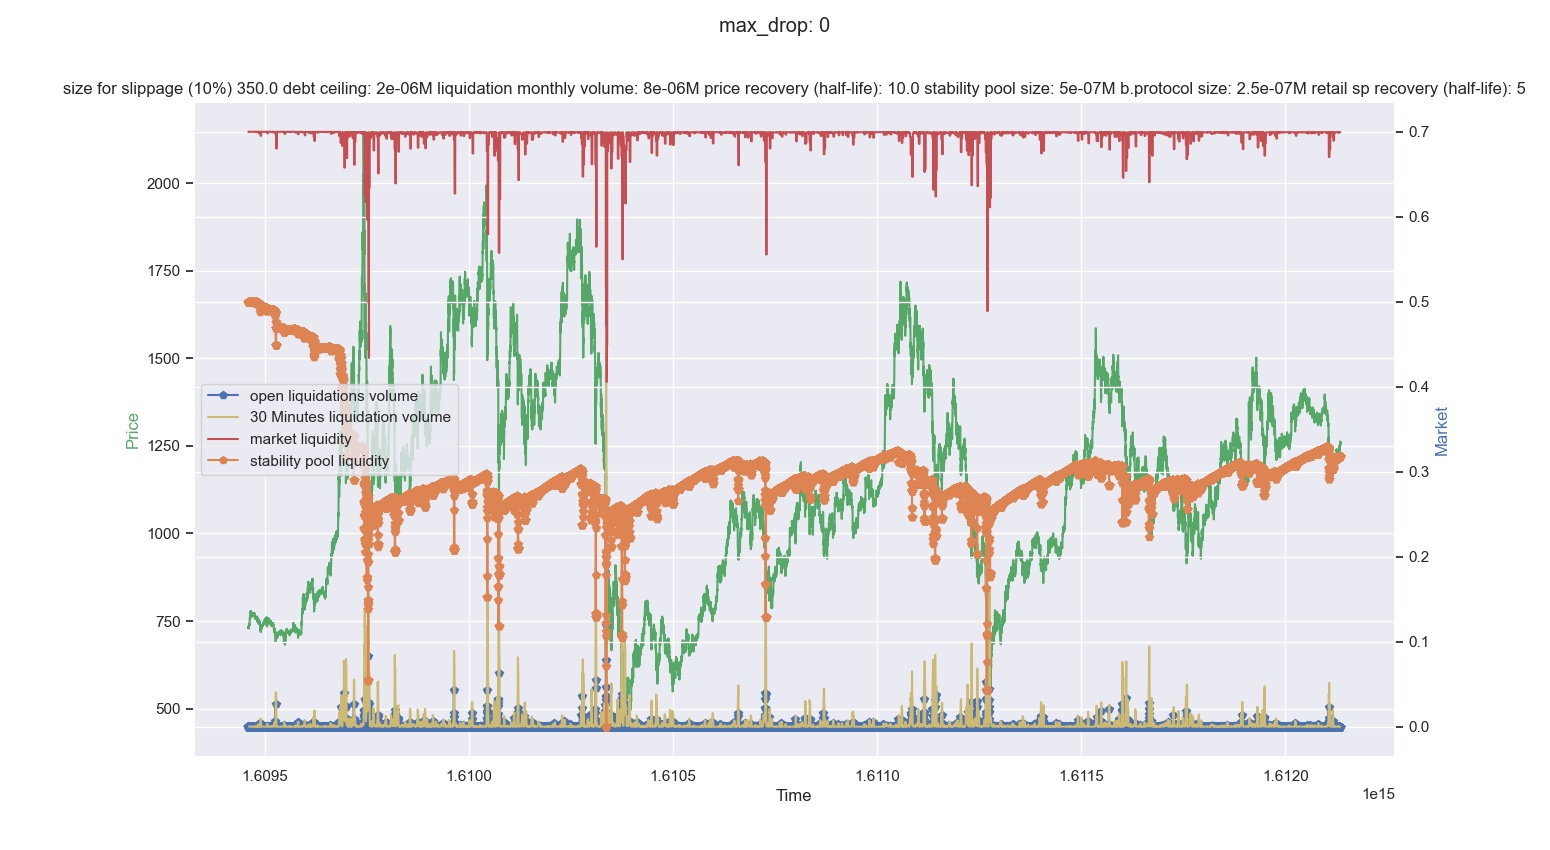 max_drop: 0
size for slippage (10%) 350.0 debt ceiling: 2e-06M liquidation monthly volume: 8e-06M price recovery (half-life): 10.0 stability pool size: 5e-07M b.protocol size: 2.5e-07M retail sp recovery (half-life): 5
0.7
2000
0.6
1750
0.5
1500
0.4
open liquidations volume
30 Minutes liquidation volume
market liquidity
stability pool liquidity
Price
Market
1250
0.3
1000
0.2
750
0.1
500
0.0
1.6095 1.6100 1.6105 1.6110 1.6115 1.6120
Time
1e15